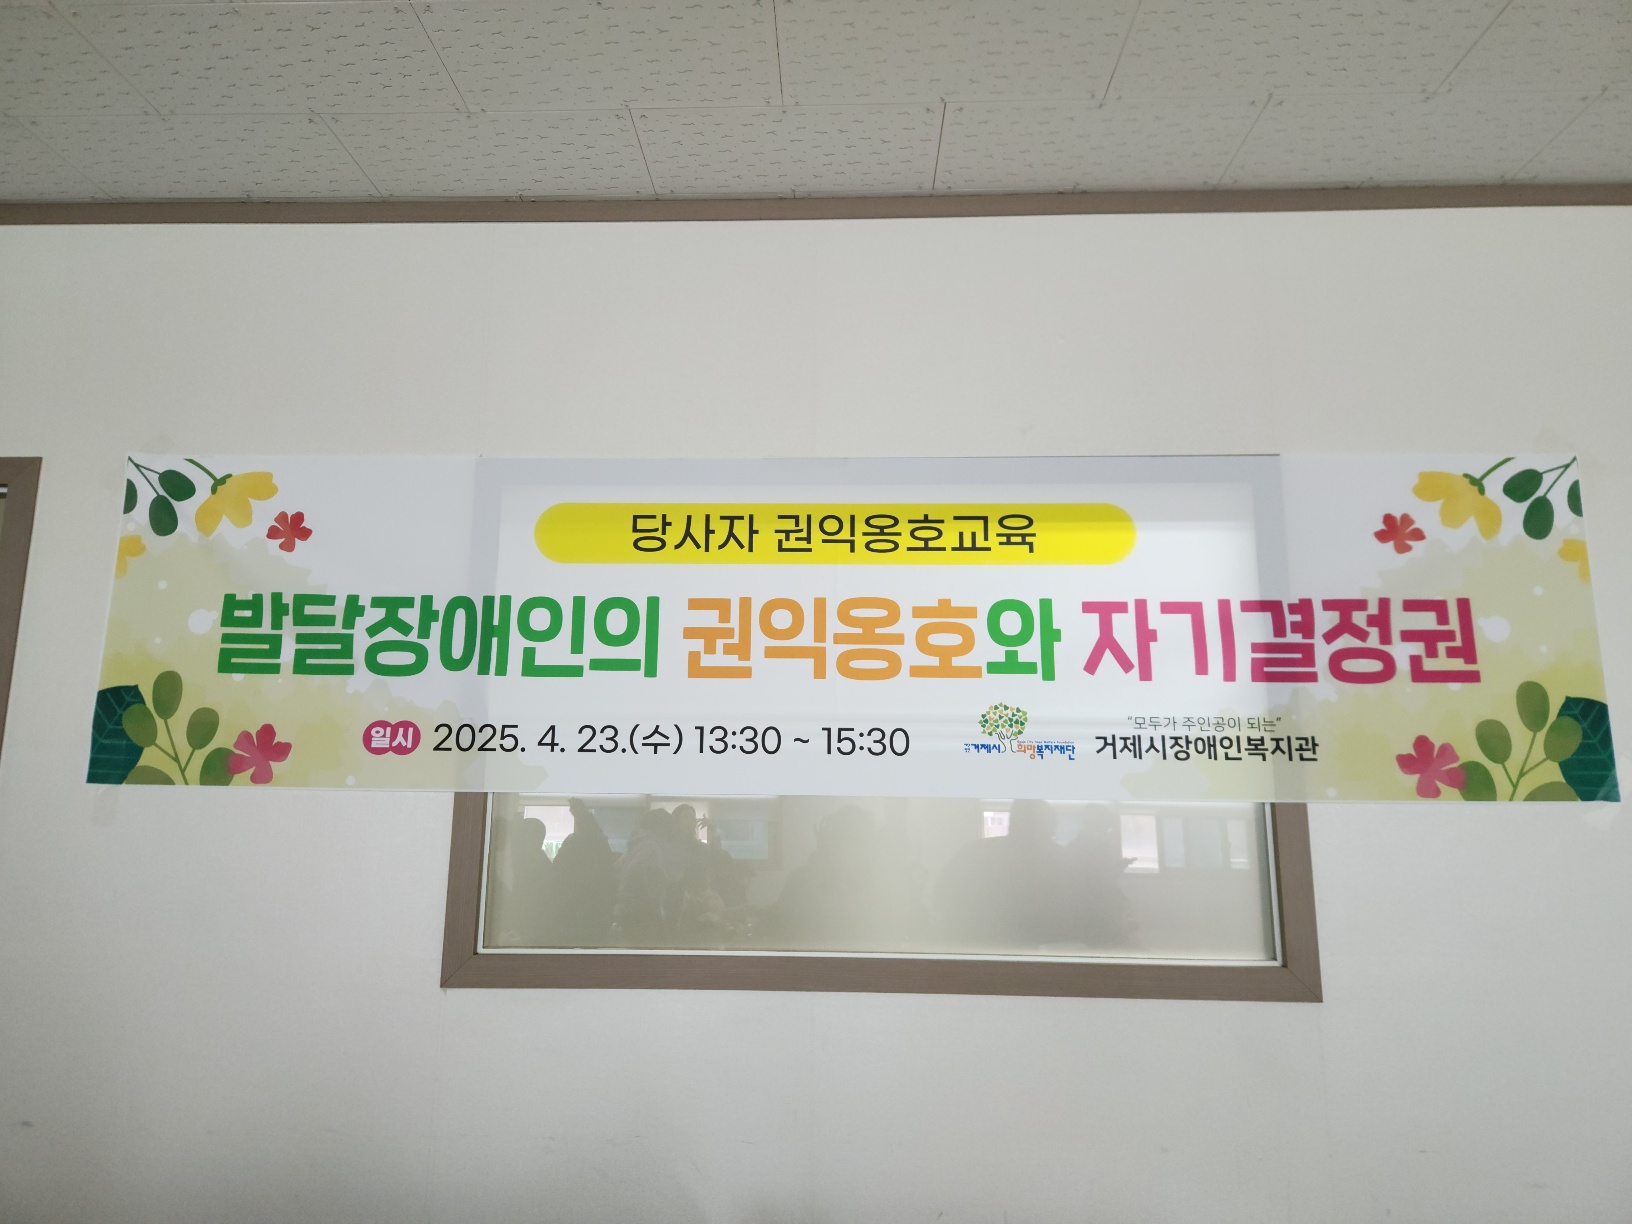 당사자 권익옹호교육
발달장애인의 권익옹호와 자기결정권
일시 2025. 4. 23.(수) 13:30 ~ 15:30
거제시희망복지재단
"모두가 주인공이 되는"
거제시장애인복지관